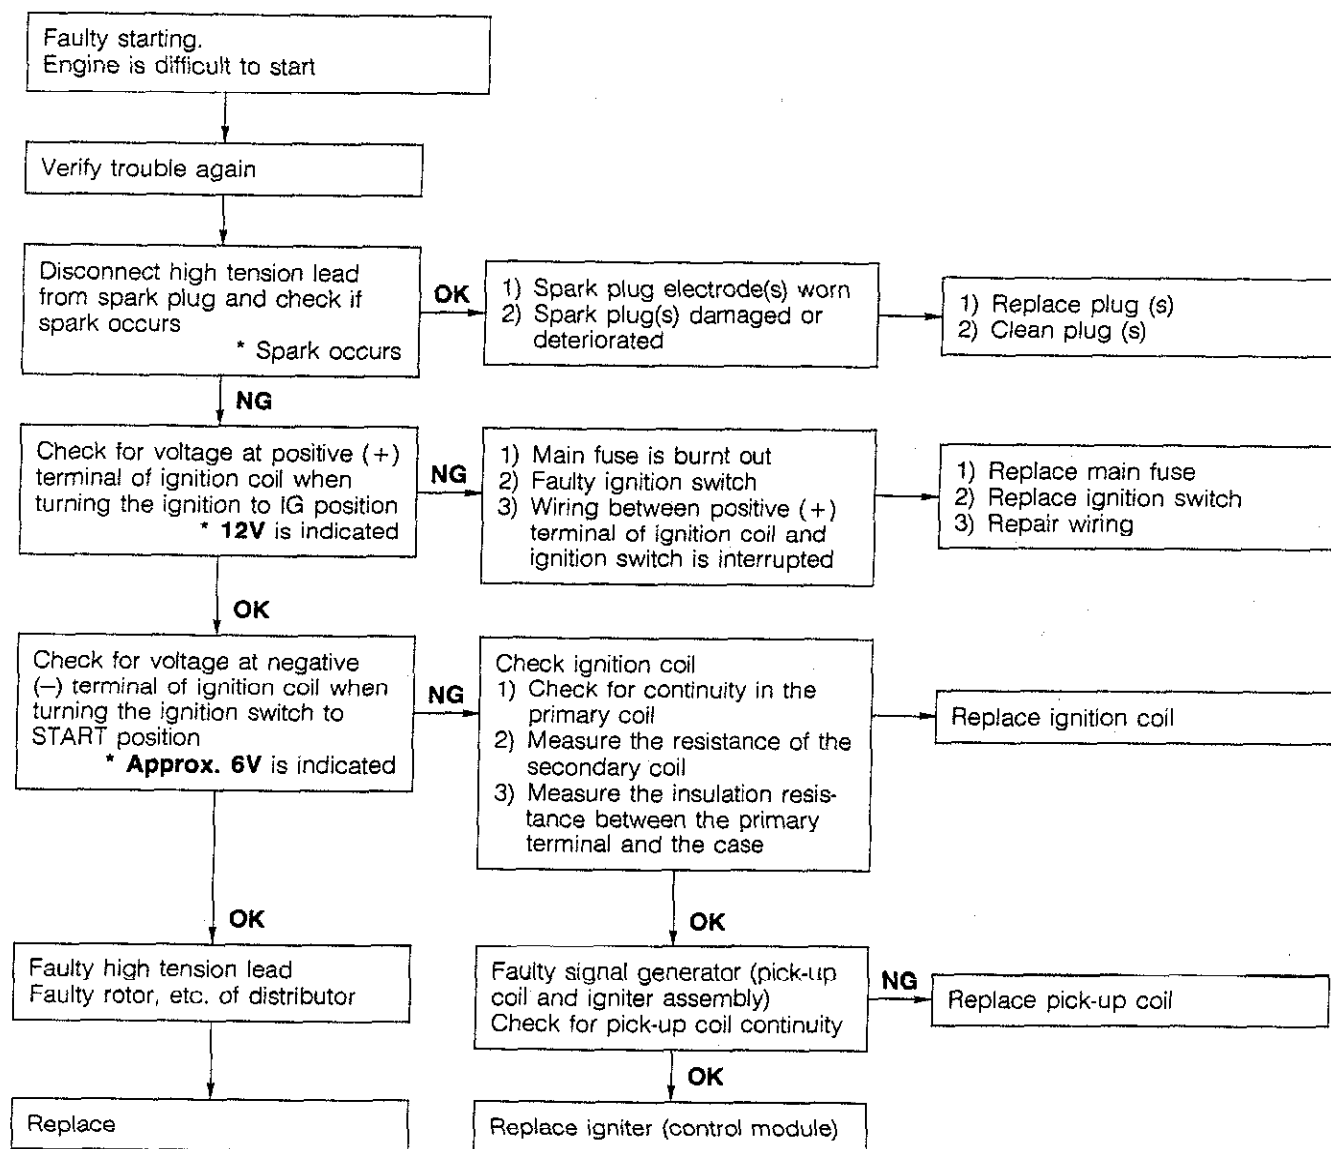 Faulty starting.
Engine is difficult to start
Verify trouble again
Disconnect high tension lead
from spark plug and check if
spark occurs
* Spark occurs
OK
1) Spark plug electrode(s) worn
2) Spark plug(s) damaged or
deteriorated
1) Replace plug (s)
2) Clean plug (s)
NG
Check for voltage at positive (+)
terminal of ignition coil when
turning the ignition to IG position
* 12V is indicated
NG
1) Main fuse is burnt out
2) Faulty ignition switch
3) Wiring between positive (+)
terminal of ignition coil and
ignition switch is interrupted
1) Replace main fuse
2) Replace ignition switch
3) Repair wiring
OK
Check for voltage at negative
(–) terminal of ignition coil when
turning the ignition switch to
START position
* Approx. 6V is indicated
NG
Check ignition coil
1) Check for continuity in the
primary coil
2) Measure the resistance of the
secondary coil
3) Measure the insulation resis-
tance between the primary
terminal and the case
Replace ignition coil
OK
Faulty high tension lead
Faulty rotor, etc. of distributor
OK
Faulty signal generator (pick-up
coil and igniter assembly)
Check for pick-up coil continuity
NG
Replace pick-up coil
Replace
OK
Replace igniter (control module)